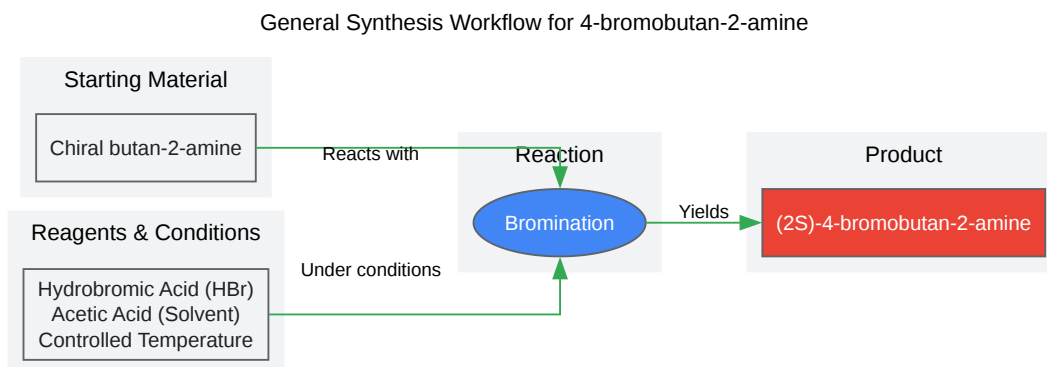 General Synthesis Workflow for 4-bromobutan-2-amine
Starting Material
Chiral butan-2-amine
Reacts with
Reaction
Bromination
Yields
Product
(2S)-4-bromobutan-2-amine
Reagents & Conditions
Under conditions
Hydrobromic Acid (HBr)
Acetic Acid (Solvent)
Controlled Temperature